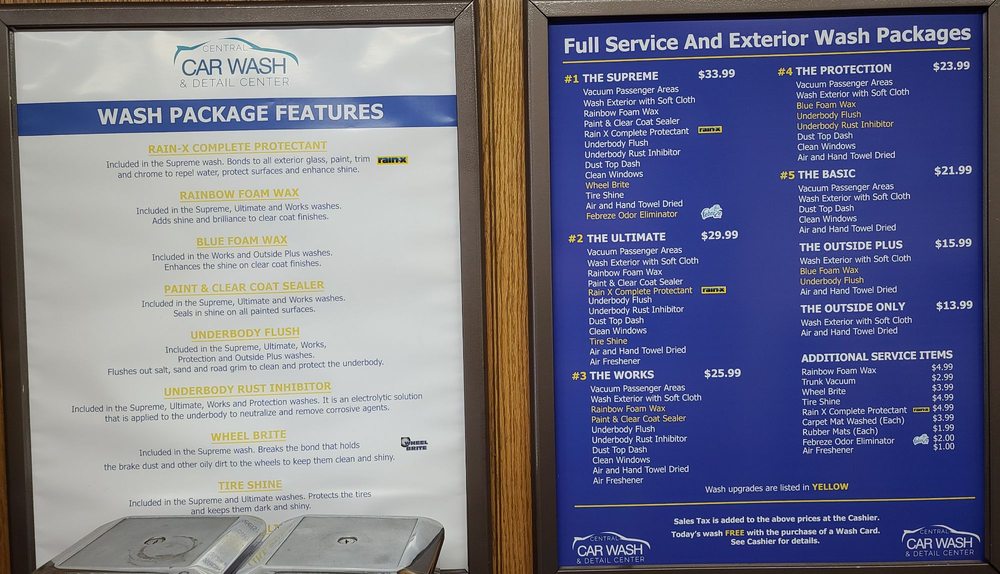 CENTRAL
CAR WASH
& DETAIL CENTER
WASH PACKAGE FEATURES
RAIN-X COMPLETE PROTECTANT
Included in the Supreme wash. Bonds to all exterior glass, paint, trim
and chrome to repel water, protect surfaces and enhance shine.
rain-x
RAINBOW FOAM WAX
Included in the Supreme, Ultimate and Works washes.
Adds shine and brilliance to clear coat finishes.
BLUE FOAM WAX
Included in the Works and Outside Plus washes.
Enhances the shine on clear coat finishes.
PAINT & CLEAR COAT SEALER
Included in the Supreme, Ultimate and Works washes.
Seals in shine on all painted surfaces.
UNDERBODY FLUSH
Included in the Supreme, Ultimate, Works,
Protection and Outside Plus washes.
Flushes out salt, sand and road grim to clean and protect the underbody.
UNDERBODY RUST INHIBITOR
Included in the Supreme, Ultimate, Works and Protection washes. It is an electrolytic solution
that is applied to the underbody to neutralize and remove corrosive agents.
WHEEL BRITE
Included in the Supreme wash. Breaks the bond that holds
the brake dust and other oily dirt to the wheels to keep them clean and shiny.
WHEEL
BRITE
TIRE SHINE
Included in the Supreme and Ultimate washes. Protects the tires
and keeps them dark and shiny.
Full Service And Exterior Wash Packages
#1 THE SUPREME $33.99
Vacuum Passenger Areas
Wash Exterior with Soft Cloth
Rainbow Foam Wax
Paint & Clear Coat Sealer
Rain X Complete Protectant rain-x
Underbody Flush
Underbody Rust Inhibitor
Dust Top Dash
Clean Windows
Wheel Brite
Tire Shine
Air and Hand Towel Dried
Febreze Odor Eliminator
#2 THE ULTIMATE $29.99
Vacuum Passenger Areas
Wash Exterior with Soft Cloth
Rainbow Foam Wax
Paint & Clear Coat Sealer
Rain X Complete Protectant rain-x
Underbody Flush
Underbody Rust Inhibitor
Dust Top Dash
Clean Windows
Tire Shine
Air and Hand Towel Dried
Air Freshener
#3 THE WORKS $25.99
Vacuum Passenger Areas
Wash Exterior with Soft Cloth
Rainbow Foam Wax
Paint & Clear Coat Sealer
Underbody Flush
Underbody Rust Inhibitor
Dust Top Dash
Clean Windows
Air and Hand Towel Dried
Air Freshener
#4 THE PROTECTION $23.99
Vacuum Passenger Areas
Wash Exterior with Soft Cloth
Blue Foam Wax
Underbody Flush
Underbody Rust Inhibitor
Dust Top Dash
Clean Windows
Air and Hand Towel Dried
#5 THE BASIC $21.99
Vacuum Passenger Areas
Wash Exterior with Soft Cloth
Dust Top Dash
Clean Windows
Air and Hand Towel Dried
THE OUTSIDE PLUS $15.99
Wash Exterior with Soft Cloth
Blue Foam Wax
Underbody Flush
Air and Hand Towel Dried
THE OUTSIDE ONLY $13.99
Wash Exterior with Soft Cloth
Air and Hand Towel Dried
ADDITIONAL SERVICE ITEMS
Rainbow Foam Wax $4.99
Trunk Vacuum $2.99
Wheel Brite $3.99
Tire Shine $4.99
Rain X Complete Protectant rain-x $4.99
Carpet Mat Washed (Each) $3.99
Rubber Mats (Each) $1.99
Febreze Odor Eliminator $2.00
Air Freshener $1.00
Wash upgrades are listed in YELLOW
Sales Tax is added to the above prices at the Cashier.
Today's wash FREE with the purchase of a Wash Card.
See Cashier for details.
CENTRAL
CAR WASH
& DETAIL CENTER
CENTRAL
CAR WASH
& DETAIL CENTER